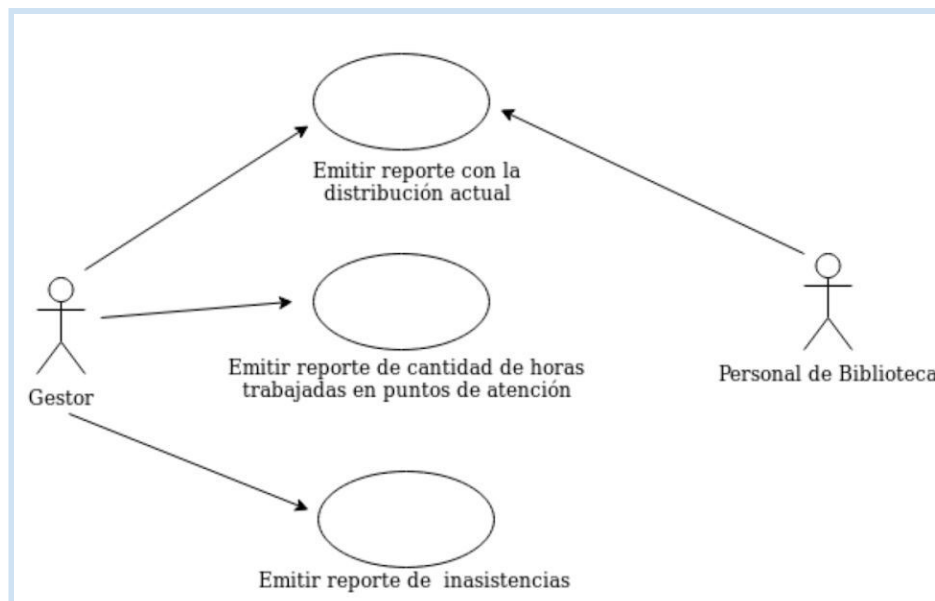 Emitir reporte con la
distribución actual
Emitir reporte de cantidad de horas
trabajadas en puntos de atención
Gestor
Personal de Biblioteca
Emitir reporte de inasistencias